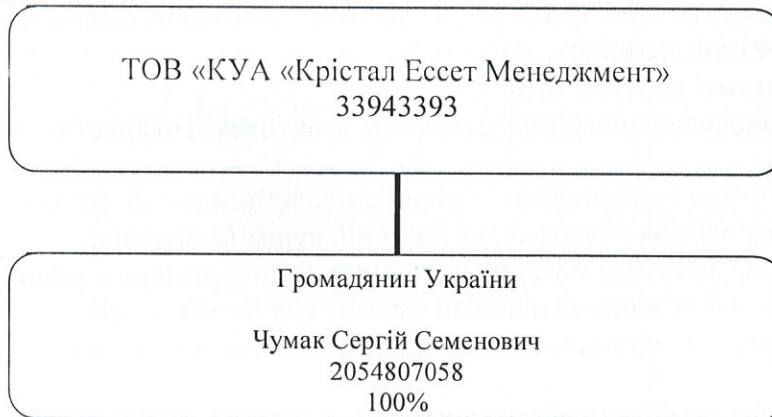 ТОВ «КУА «Крістал Ессет Менеджмент»
33943393
Громадянин України
Чумак Сергій Семенович
2054807058
100%